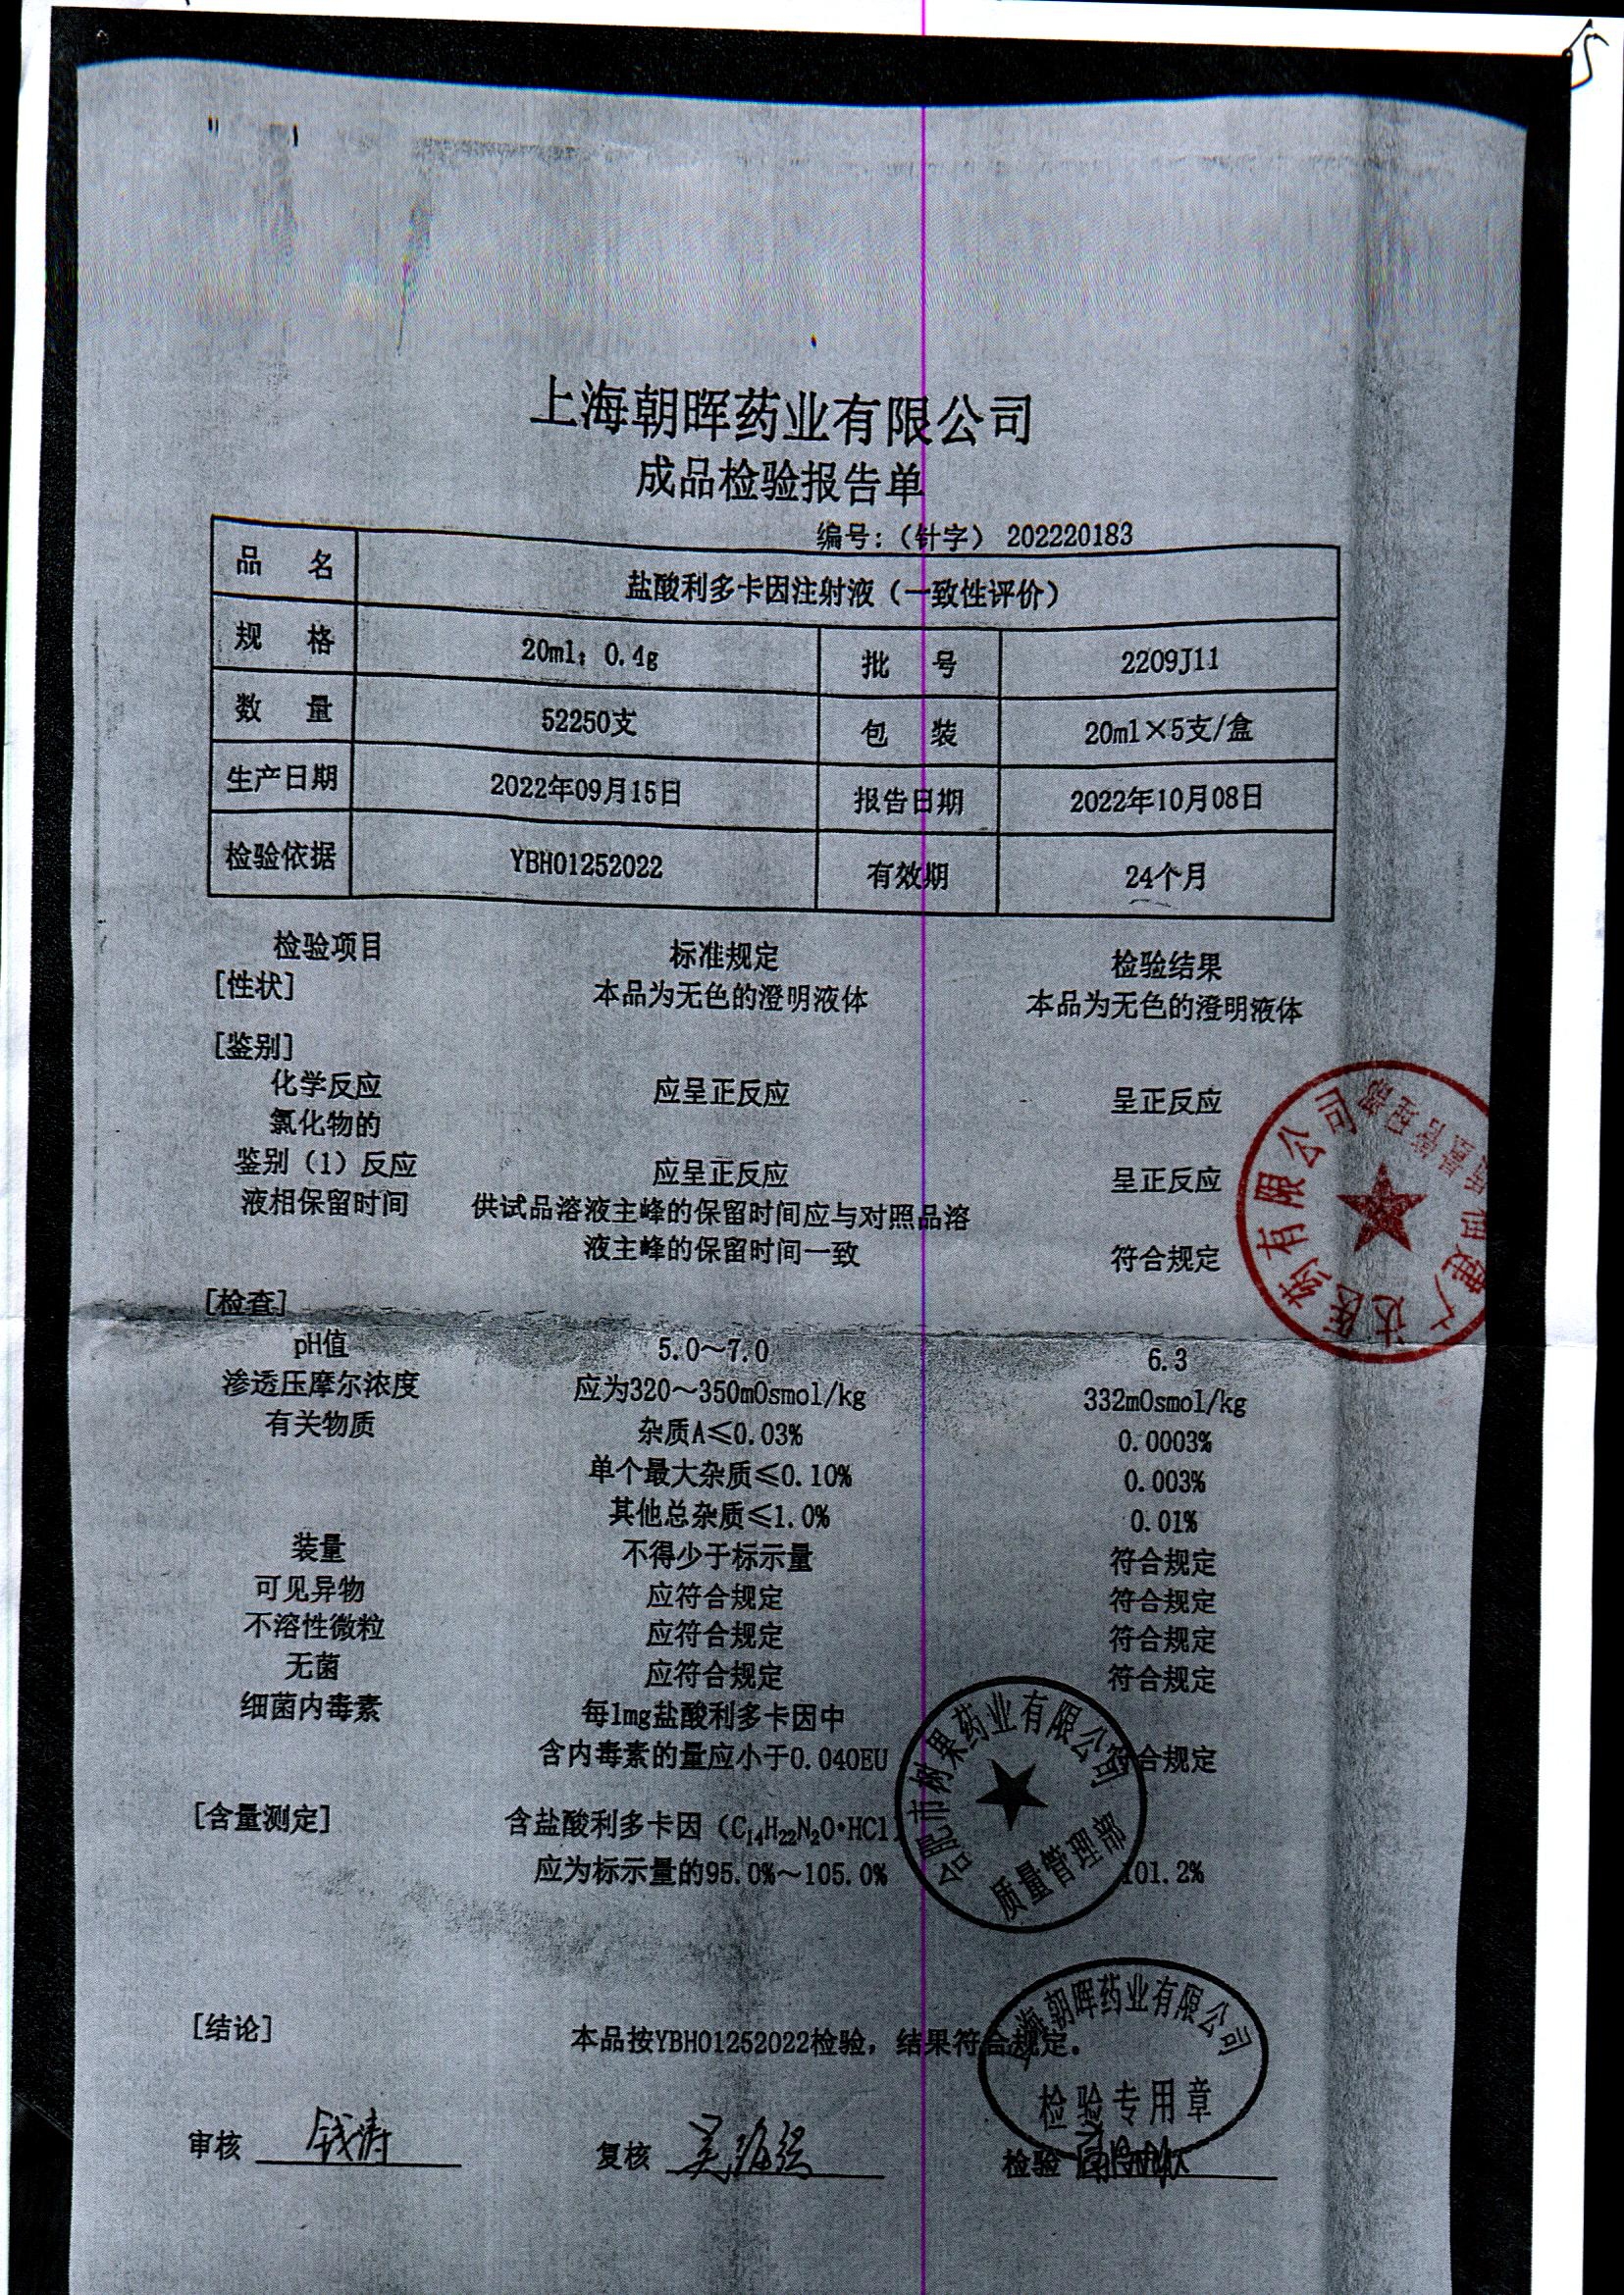 上海朝晖药业有限公司
成品检验报告单
编号:(针字) 202220183
品 名 盐酸利多卡因注射液(一致性评价)
规 格 20ml:0.4g 批 号 2209J11
数 量 52250支 包 装 20ml×5支/盒
生产日期 2022年09月15日 报告日期 2022年10月08日
检验依据 YBH01252022 有效期 24个月
检验项目 标准规定 检验结果
[性状] 本品为无色的澄明液体 本品为无色的澄明液体
[鉴别]
化学反应 应呈正反应 呈正反应
氯化物的
鉴别(1)反应 应呈正反应 呈正反应
液相保留时间 供试品溶液主峰的保留时间应与对照品溶
液主峰的保留时间一致 符合规定
[检查]
pH值 5.0~7.0 6.3
渗透压摩尔浓度 应为320~350mOsmol/kg 332mOsmol/kg
有关物质 杂质A≤0.03% 0.0003%
单个最大杂质≤0.10% 0.003%
其他总杂质≤1.0% 0.01%
装量 不得少于标示量 符合规定
可见异物 应符合规定 符合规定
不溶性微粒 应符合规定 符合规定
无菌 应符合规定 符合规定
细菌内毒素 每1mg盐酸利多卡因中
含内毒素的量应小于0.040EU 符合规定
[含量测定] 含盐酸利多卡因(C₁₄H₂₂N₂O·HCl)
应为标示量的95.0%~105.0% 101.2%
质量管理部
[结论] 本品按YBH01252022检验,结果符合规定.
上海朝晖药业有限公司
检验专用章
审核 钱涛
复核
检验